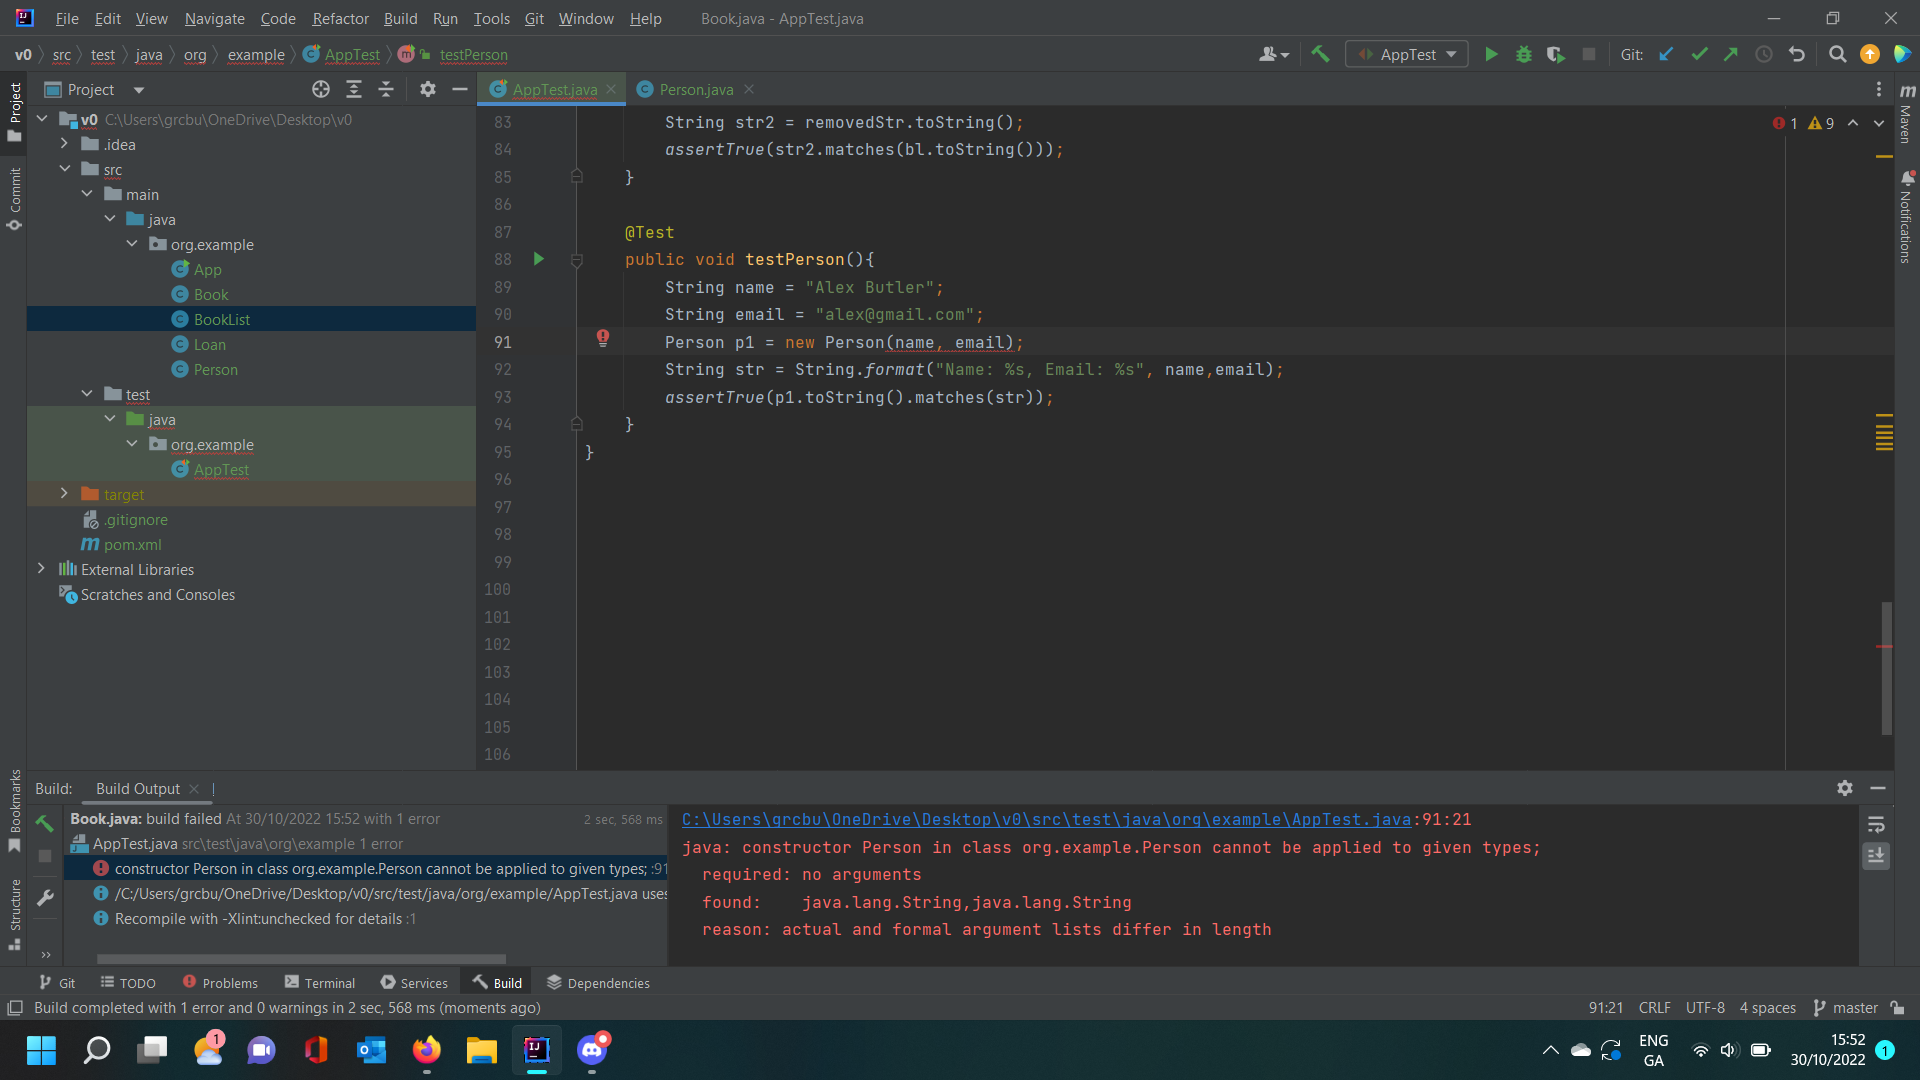 File Edit View Navigate Code Refactor Build Run Tools Git Window Help Book.java - AppTest.java
v0 src test java org example AppTest m testPerson AppTest Git:
Project AppTest.java Person.java
v0 C:\Users\grcbu\OneDrive\Desktop\v0
.idea
src
main
java
org.example
App
Book
BookList
Loan
Person
test
java
org.example
AppTest
target
.gitignore
m pom.xml
External Libraries
Scratches and Consoles
Project
Commit
Bookmarks
Structure
83 String str2 = removedStr.toString();
84 assertTrue(str2.matches(bl.toString()));
85 }
86
87 @Test
88 public void testPerson(){
89 String name = "Alex Butler";
90 String email = "alex@gmail.com";
91 Person p1 = new Person(name, email);
92 String str = String.format("Name: %s, Email: %s", name,email);
93 assertTrue(p1.toString().matches(str));
94 }
95 }
96
97
98
99
100
101
102
103
104
105
106
1 9
m Maven
Notifications
Build: Build Output
Book.java: build failed At 30/10/2022 15:52 with 1 error 2 sec, 568 ms
AppTest.java src\test\java\org\example 1 error
constructor Person in class org.example.Person cannot be applied to given types; :91
/C:/Users/grcbu/OneDrive/Desktop/v0/src/test/java/org/example/AppTest.java uses
Recompile with -Xlint:unchecked for details :1
C:\Users\grcbu\OneDrive\Desktop\v0\src\test\java\org\example\AppTest.java:91:21
java: constructor Person in class org.example.Person cannot be applied to given types;
required: no arguments
found: java.lang.String,java.lang.String
reason: actual and formal argument lists differ in length
Git TODO Problems Terminal Services Build Dependencies
Build completed with 1 error and 0 warnings in 2 sec, 568 ms (moments ago) 91:21 CRLF UTF-8 4 spaces master
1
ENG
GA
15:52
30/10/2022
1